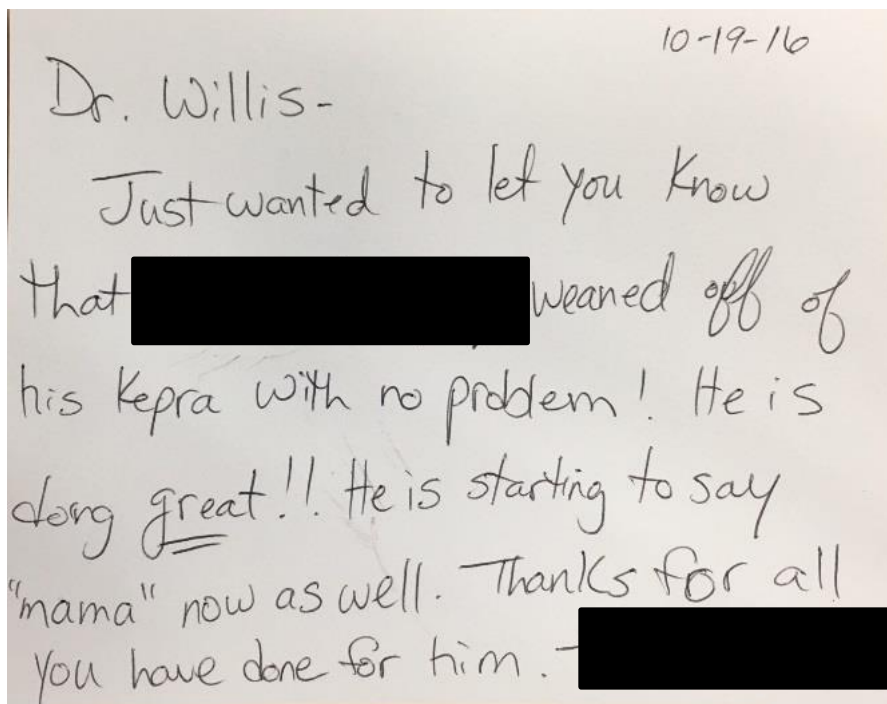 10-19-16
Dr. Willis-
Just wanted to let you know
that weaned off of
his Kepra with no problem! He is
doing great!! He is starting to say
"mama" now as well. Thanks for all
you have done for him. -